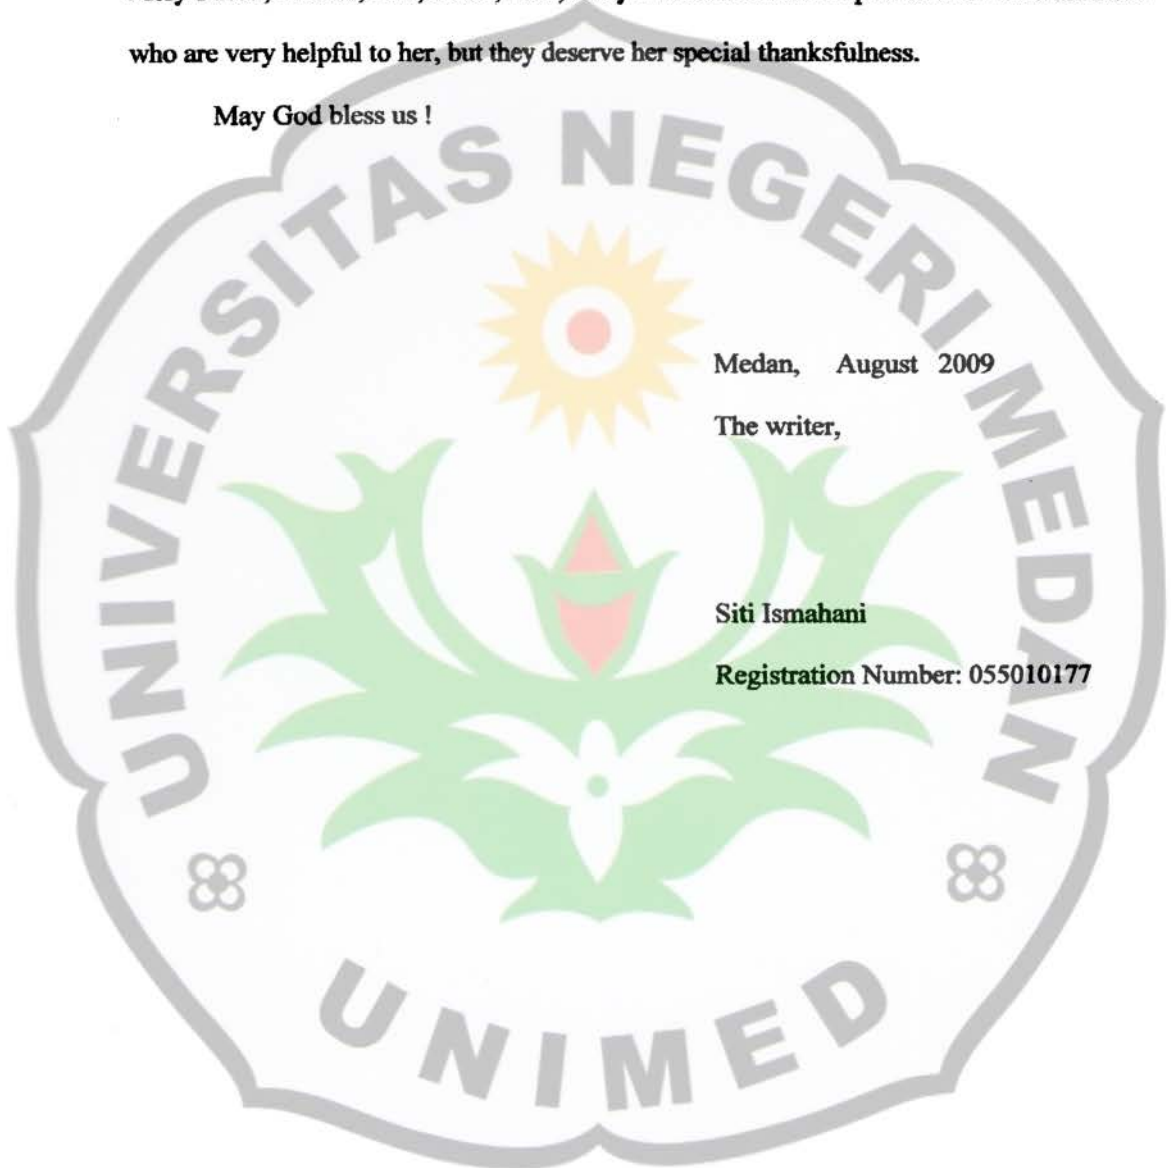 who are very helpful to her, but they deserve her special thanksfulness.
May God bless us !
UNIVERSITAS NEGERI MEDAN
Medan, August 2009
The writer,
Siti Ismahani
Registration Number: 055010177
UNIMED